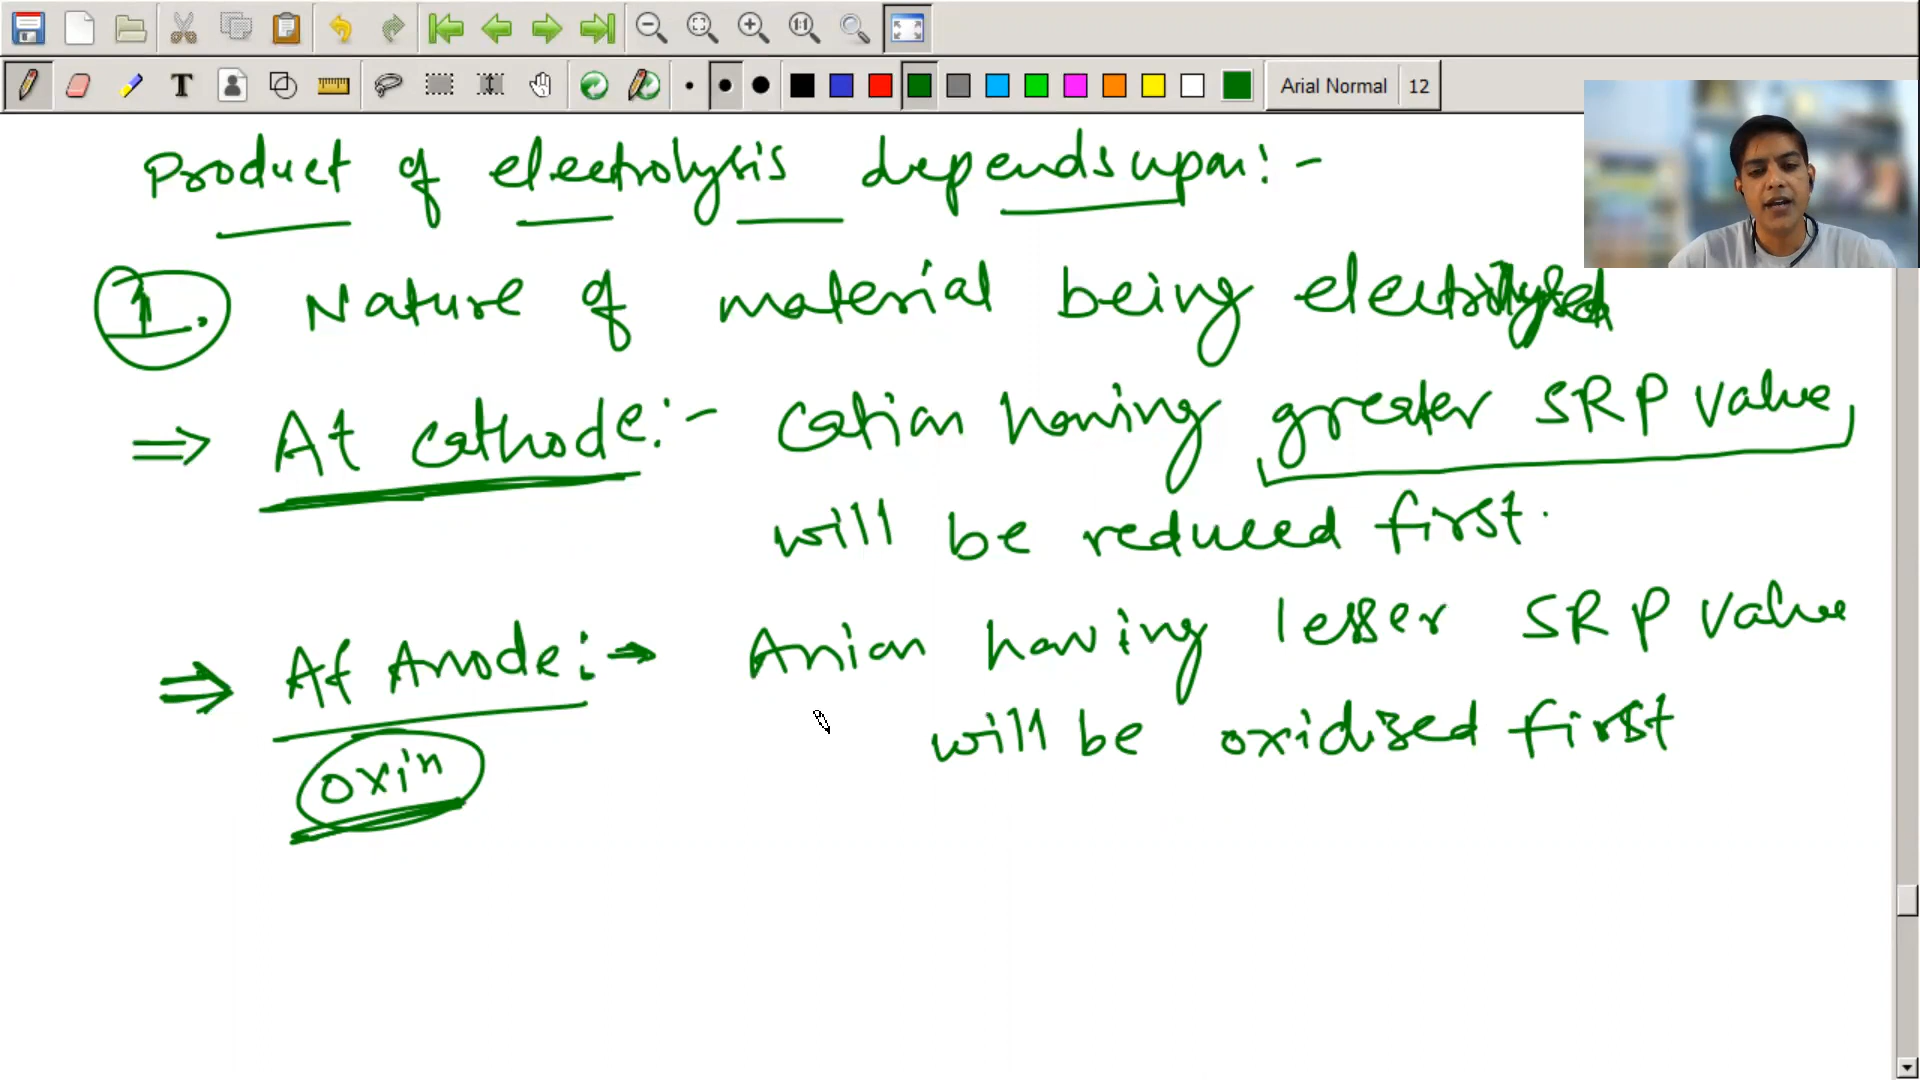 Arial Normal 12
Product of electrolysis depends upon:-
1. Nature of material being electrolysed
⇒ At cathode:- Cation having greater SRP value,
will be reduced first.
⇒ At Anode:→ Anion having lesser SRP value
will be oxidised first
oxiⁿ